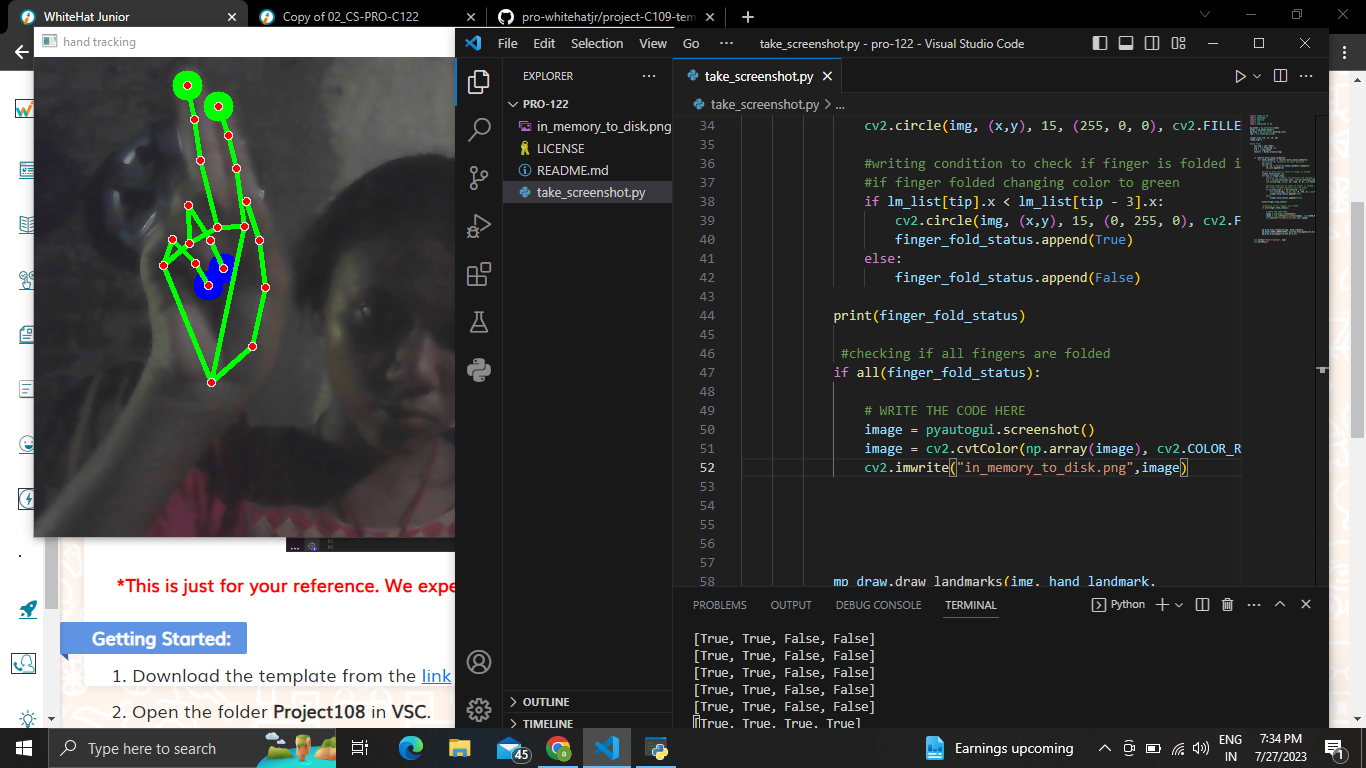 WhiteHat Junior
Copy of 02_CS-PRO-C122
pro-whitehatjr/project-C109-tem
hand tracking
File Edit Selection View Go ··· take_screenshot.py - pro-122 - Visual Studio Code
EXPLORER
PRO-122
in_memory_to_disk.png
LICENSE
README.md
take_screenshot.py
OUTLINE
TIMELINE
take_screenshot.py
take_screenshot.py > ...
34 cv2.circle(img, (x,y), 15, (255, 0, 0), cv2.FILLE
35
36 #writing condition to check if finger is folded i
37 #if finger folded changing color to green
38 if lm_list[tip].x < lm_list[tip - 3].x:
39 cv2.circle(img, (x,y), 15, (0, 255, 0), cv2.F
40 finger_fold_status.append(True)
41 else:
42 finger_fold_status.append(False)
43
44 print(finger_fold_status)
45
46 #checking if all fingers are folded
47 if all(finger_fold_status):
48
49 # WRITE THE CODE HERE
50 image = pyautogui.screenshot()
51 image = cv2.cvtColor(np.array(image), cv2.COLOR_R
52 cv2.imwrite("in_memory_to_disk.png",image)
53
54
55
56
57
58 mp_draw.draw_landmarks(img, hand_landmark,
PROBLEMS OUTPUT DEBUG CONSOLE TERMINAL Python
[True, True, False, False]
[True, True, False, False]
[True, True, False, False]
[True, True, False, False]
[True, True, False, False]
[True, True, True, True]
*This is just for your reference. We expe
Getting Started:
1. Download the template from the link
2. Open the folder Project108 in VSC.
Type here to search
45
Earnings upcoming
ENG
IN
7:34 PM
7/27/2023
1